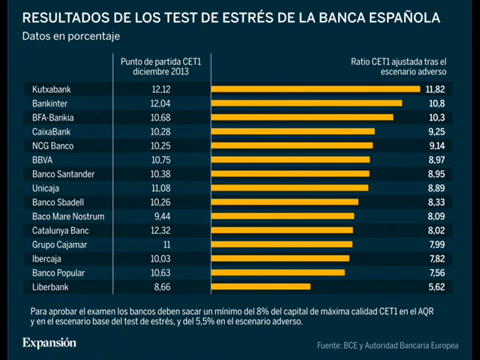 RESULTADOS DE LOS TEST DE ESTRÉS DE LA BANCA ESPAÑOLA
Datos en porcentaje
Punto de partida CET1 diciembre 2013
Ratio CET1 ajustada tras el escenario adverso
Kutxabank 12,12 11,82
Bankinter 12,04 10,8
BFA-Bankia 10,68 10,3
CaixaBank 10,28 9,25
NCG Banco 10,25 9,14
BBVA 10,75 8,97
Banco Santander 10,38 8,95
Unicaja 11,08 8,89
Banco Sbadell 10,26 8,33
Baco Mare Nostrum 9,44 8,09
Catalunya Banc 12,32 8,02
Grupo Cajamar 11 7,99
Ibercaja 10,03 7,82
Banco Popular 10,63 7,56
Liberbank 8,66 5,62
Para aprobar el examen los bancos deben sacar un mínimo del 8% del capital de máxima calidad CET1 en el AQR
y en el escenario base del test de estrés, y del 5,5% en el escenario adverso.
Expansión
Fuente: BCE y Autoridad Bancaria Europea